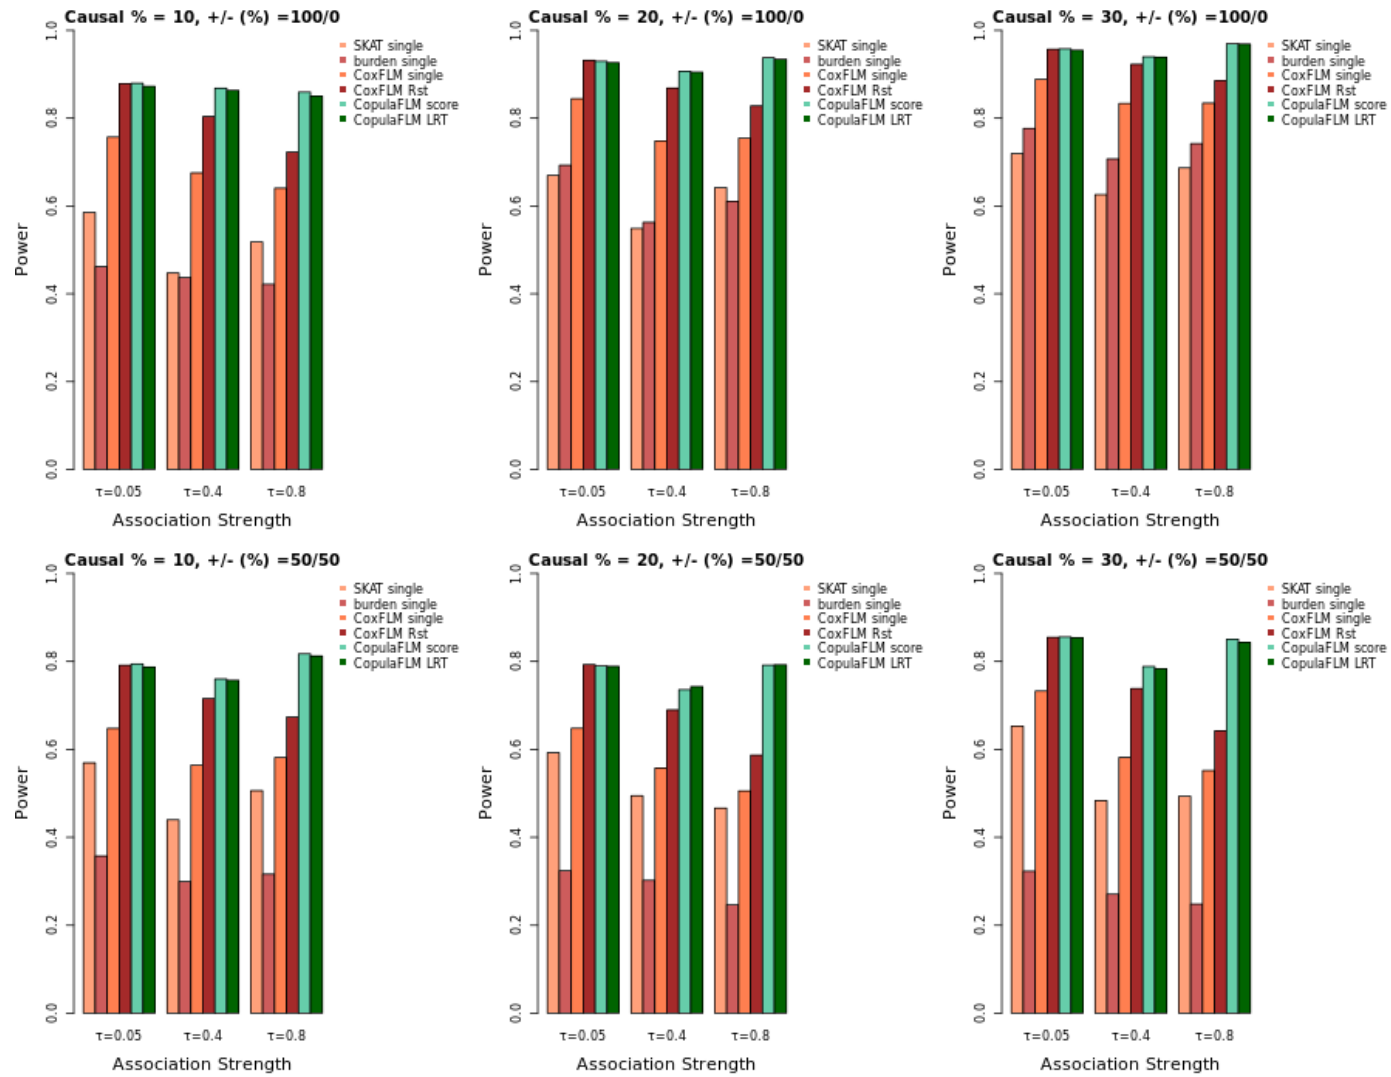 Causal % = 10, +/- (%) =100/0
1.0
0.8
0.6
0.4
0.2
0.0
Power
SKAT single
burden single
CoxFLM single
CoxFLM Rst
CopulaFLM score
CopulaFLM LRT
τ=0.05 τ=0.4 τ=0.8
Association Strength
Causal % = 20, +/- (%) =100/0
1.0
0.8
0.6
0.4
0.2
0.0
Power
SKAT single
burden single
CoxFLM single
CoxFLM Rst
CopulaFLM score
CopulaFLM LRT
τ=0.05 τ=0.4 τ=0.8
Association Strength
Causal % = 30, +/- (%) =100/0
1.0
0.8
0.6
0.4
0.2
0.0
Power
SKAT single
burden single
CoxFLM single
CoxFLM Rst
CopulaFLM score
CopulaFLM LRT
τ=0.05 τ=0.4 τ=0.8
Association Strength
Causal % = 10, +/- (%) =50/50
1.0
0.8
0.6
0.4
0.2
0.0
Power
SKAT single
burden single
CoxFLM single
CoxFLM Rst
CopulaFLM score
CopulaFLM LRT
τ=0.05 τ=0.4 τ=0.8
Association Strength
Causal % = 20, +/- (%) =50/50
1.0
0.8
0.6
0.4
0.2
0.0
Power
SKAT single
burden single
CoxFLM single
CoxFLM Rst
CopulaFLM score
CopulaFLM LRT
τ=0.05 τ=0.4 τ=0.8
Association Strength
Causal % = 30, +/- (%) =50/50
1.0
0.8
0.6
0.4
0.2
0.0
Power
SKAT single
burden single
CoxFLM single
CoxFLM Rst
CopulaFLM score
CopulaFLM LRT
τ=0.05 τ=0.4 τ=0.8
Association Strength